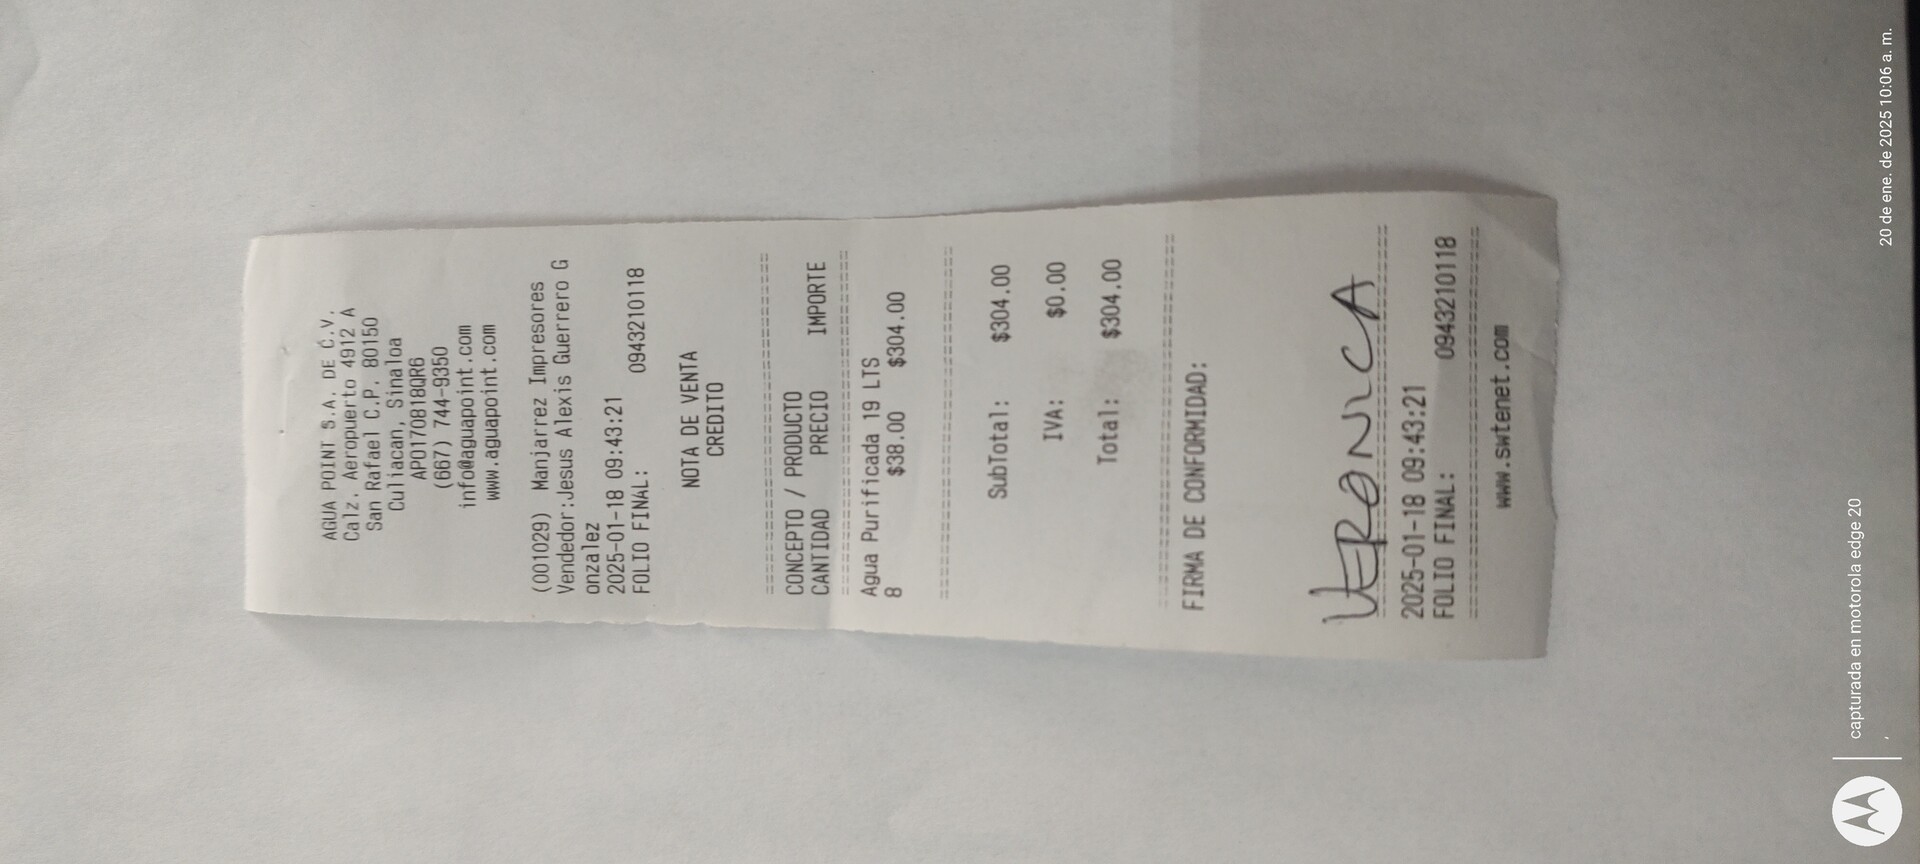 AGUA POINT S.A. DE C.V.
Calz. Aeropuerto 4912 A
San Rafael C.P. 80150
Culiacan, Sinaloa
APO170818QR6
(667) 744-9350
info@aguapoint.com
www.aguapoint.com
(001029) Manjarrez Impresores
Vendedor:Jesus Alexis Guerrero G
onzalez
2025-01-18 09:43:21
FOLIO FINAL: 0943210118
NOTA DE VENTA
CREDITO
================================
CONCEPTO / PRODUCTO
CANTIDAD PRECIO IMPORTE
================================
Agua Purificada 19 LTS
8 $38.00 $304.00
================================
SubTotal: $304.00
IVA: $0.00
Total: $304.00
================================
FIRMA DE CONFORMIDAD:
VERONICA
================================
2025-01-18 09:43:21
FOLIO FINAL: 0943210118
================================
www.swtenet.com
capturada en motorola edge 20
,
20 de ene. de 2025 10:06 a. m.